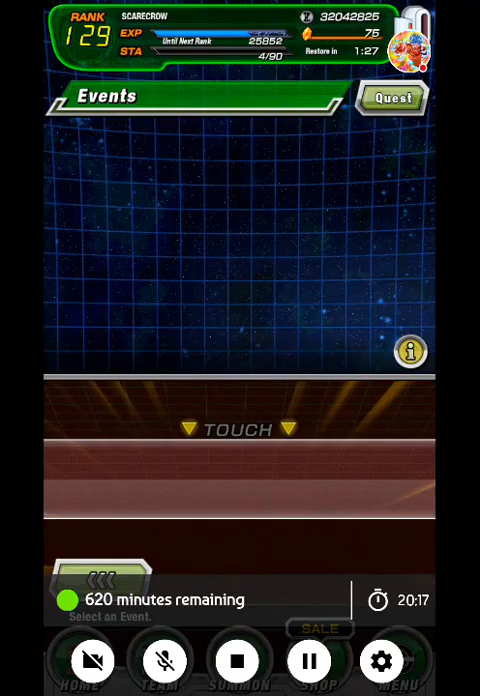 RANK
129
SCARECROW
32042825
EXP
Until Next Rank
25852
75
STA
4/90
Restore in 1:27
Events
Quest
i
TOUCH
620 minutes remaining
20:17
Select an Event.
SALE
HOME
TEAM
SUMMON
SHOP
MENU